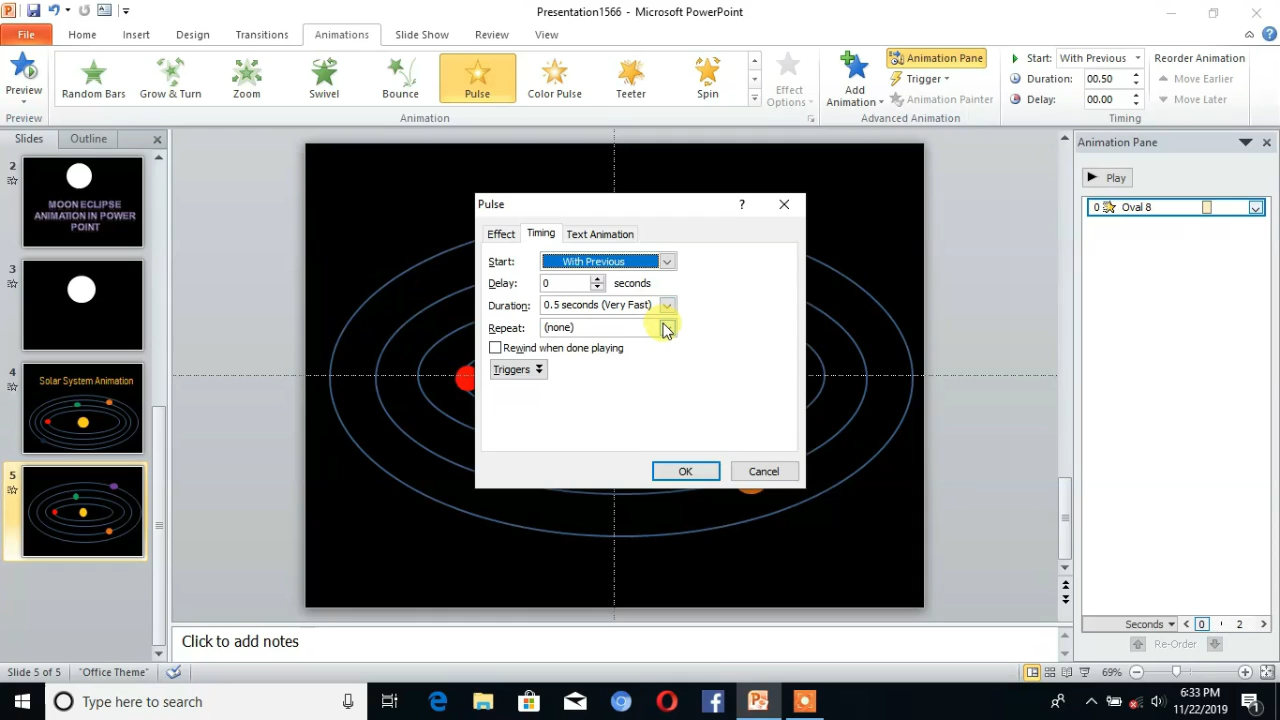 Presentation1566 - Microsoft PowerPoint
File Home Insert Design Transitions Animations Slide Show Review View
Preview
Preview
Random Bars Grow & Turn Zoom Swivel Bounce Pulse Color Pulse Teeter Spin
Animation
Effect
Options
Add
Animation
Animation Pane
Trigger
Animation Painter
Advanced Animation
Start: With Previous
Duration: 00.50
Delay: 00.00
Timing
Reorder Animation
Move Earlier
Move Later
Slides Outline
2
MOON ECLIPSE
ANIMATION IN POWER
POINT
3
4
Solar System Animation
5
Pulse
Effect Timing Text Animation
Start: With Previous
Delay: 0 seconds
Duration: 0.5 seconds (Very Fast)
Repeat: (none)
Rewind when done playing
Triggers
OK Cancel
Animation Pane
Play
0 Oval 8
Seconds 0 2
Re-Order
Click to add notes
Slide 5 of 5 "Office Theme" 69%
Type here to search
6:33 PM
11/22/2019
1